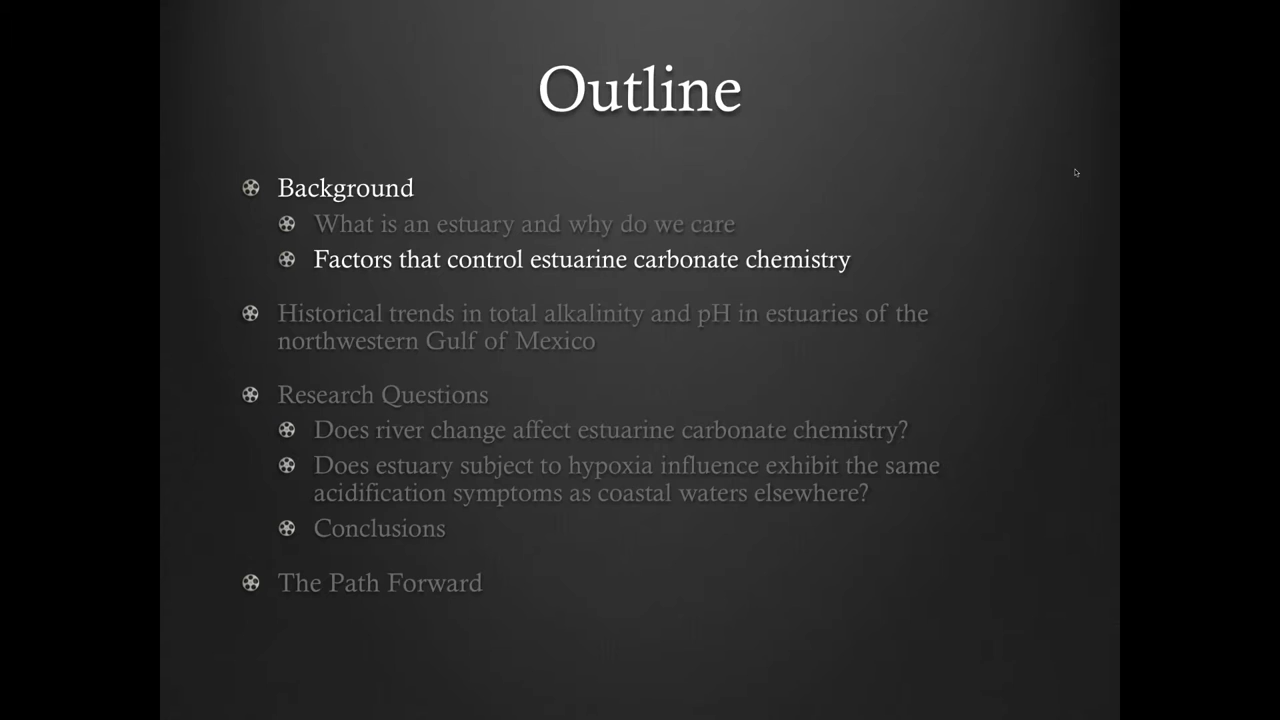 Outline
Background
What is an estuary and why do we care
Factors that control estuarine carbonate chemistry
Historical trends in total alkalinity and pH in estuaries of the
northwestern Gulf of Mexico
Research Questions
Does river change affect estuarine carbonate chemistry?
Does estuary subject to hypoxia influence exhibit the same
acidification symptoms as coastal waters elsewhere?
Conclusions
The Path Forward